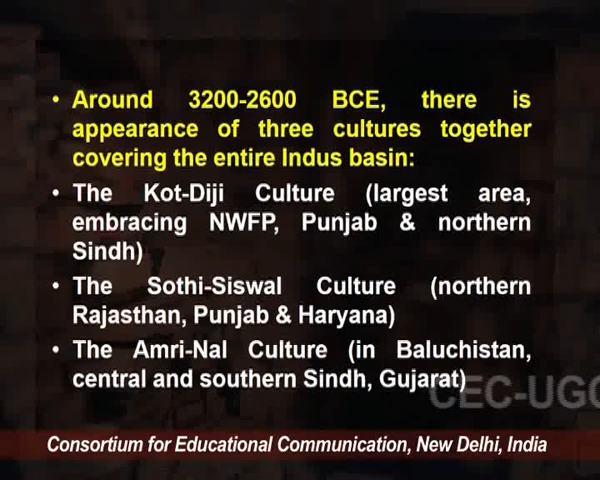 • Around 3200-2600 BCE, there is
appearance of three cultures together
covering the entire Indus basin:
• The Kot-Diji Culture (largest area,
embracing NWFP, Punjab & northern
Sindh)
• The Sothi-Siswal Culture (northern
Rajasthan, Punjab & Haryana)
• The Amri-Nal Culture (in Baluchistan,
central and southern Sindh, Gujarat)
CEC-UGC
Consortium for Educational Communication, New Delhi, India